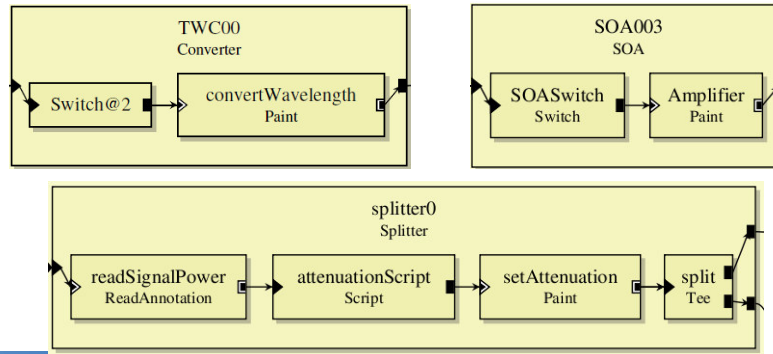 TWC00
Converter
Switch@2
convertWavelength
Paint
SOA003
SOA
SOASwitch
Switch
Amplifier
Paint
splitter0
Splitter
readSignalPower
ReadAnnotation
attenuationScript
Script
setAttenuation
Paint
split
Tee